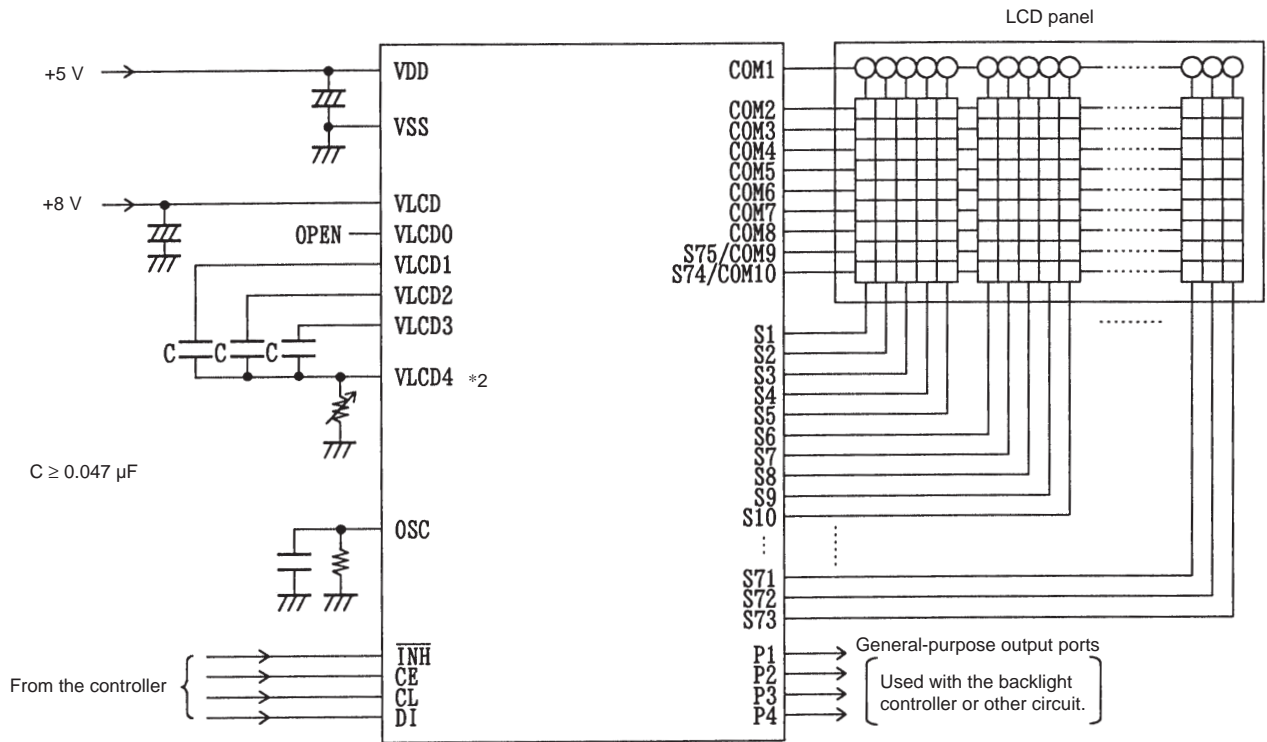 LCD panel
+5 V
VDD
VSS
+8 V
VLCD
OPEN
VLCD0
VLCD1
VLCD2
VLCD3
C
C
C
VLCD4 *2
C ≥ 0.047 µF
OSC
From the controller
INH
CE
CL
DI
COM1
COM2
COM3
COM4
COM5
COM6
COM7
COM8
S75/COM9
S74/COM10
S1
S2
S3
S4
S5
S6
S7
S8
S9
S10
S71
S72
S73
P1
P2
P3
P4
General-purpose output ports
Used with the backlight
controller or other circuit.